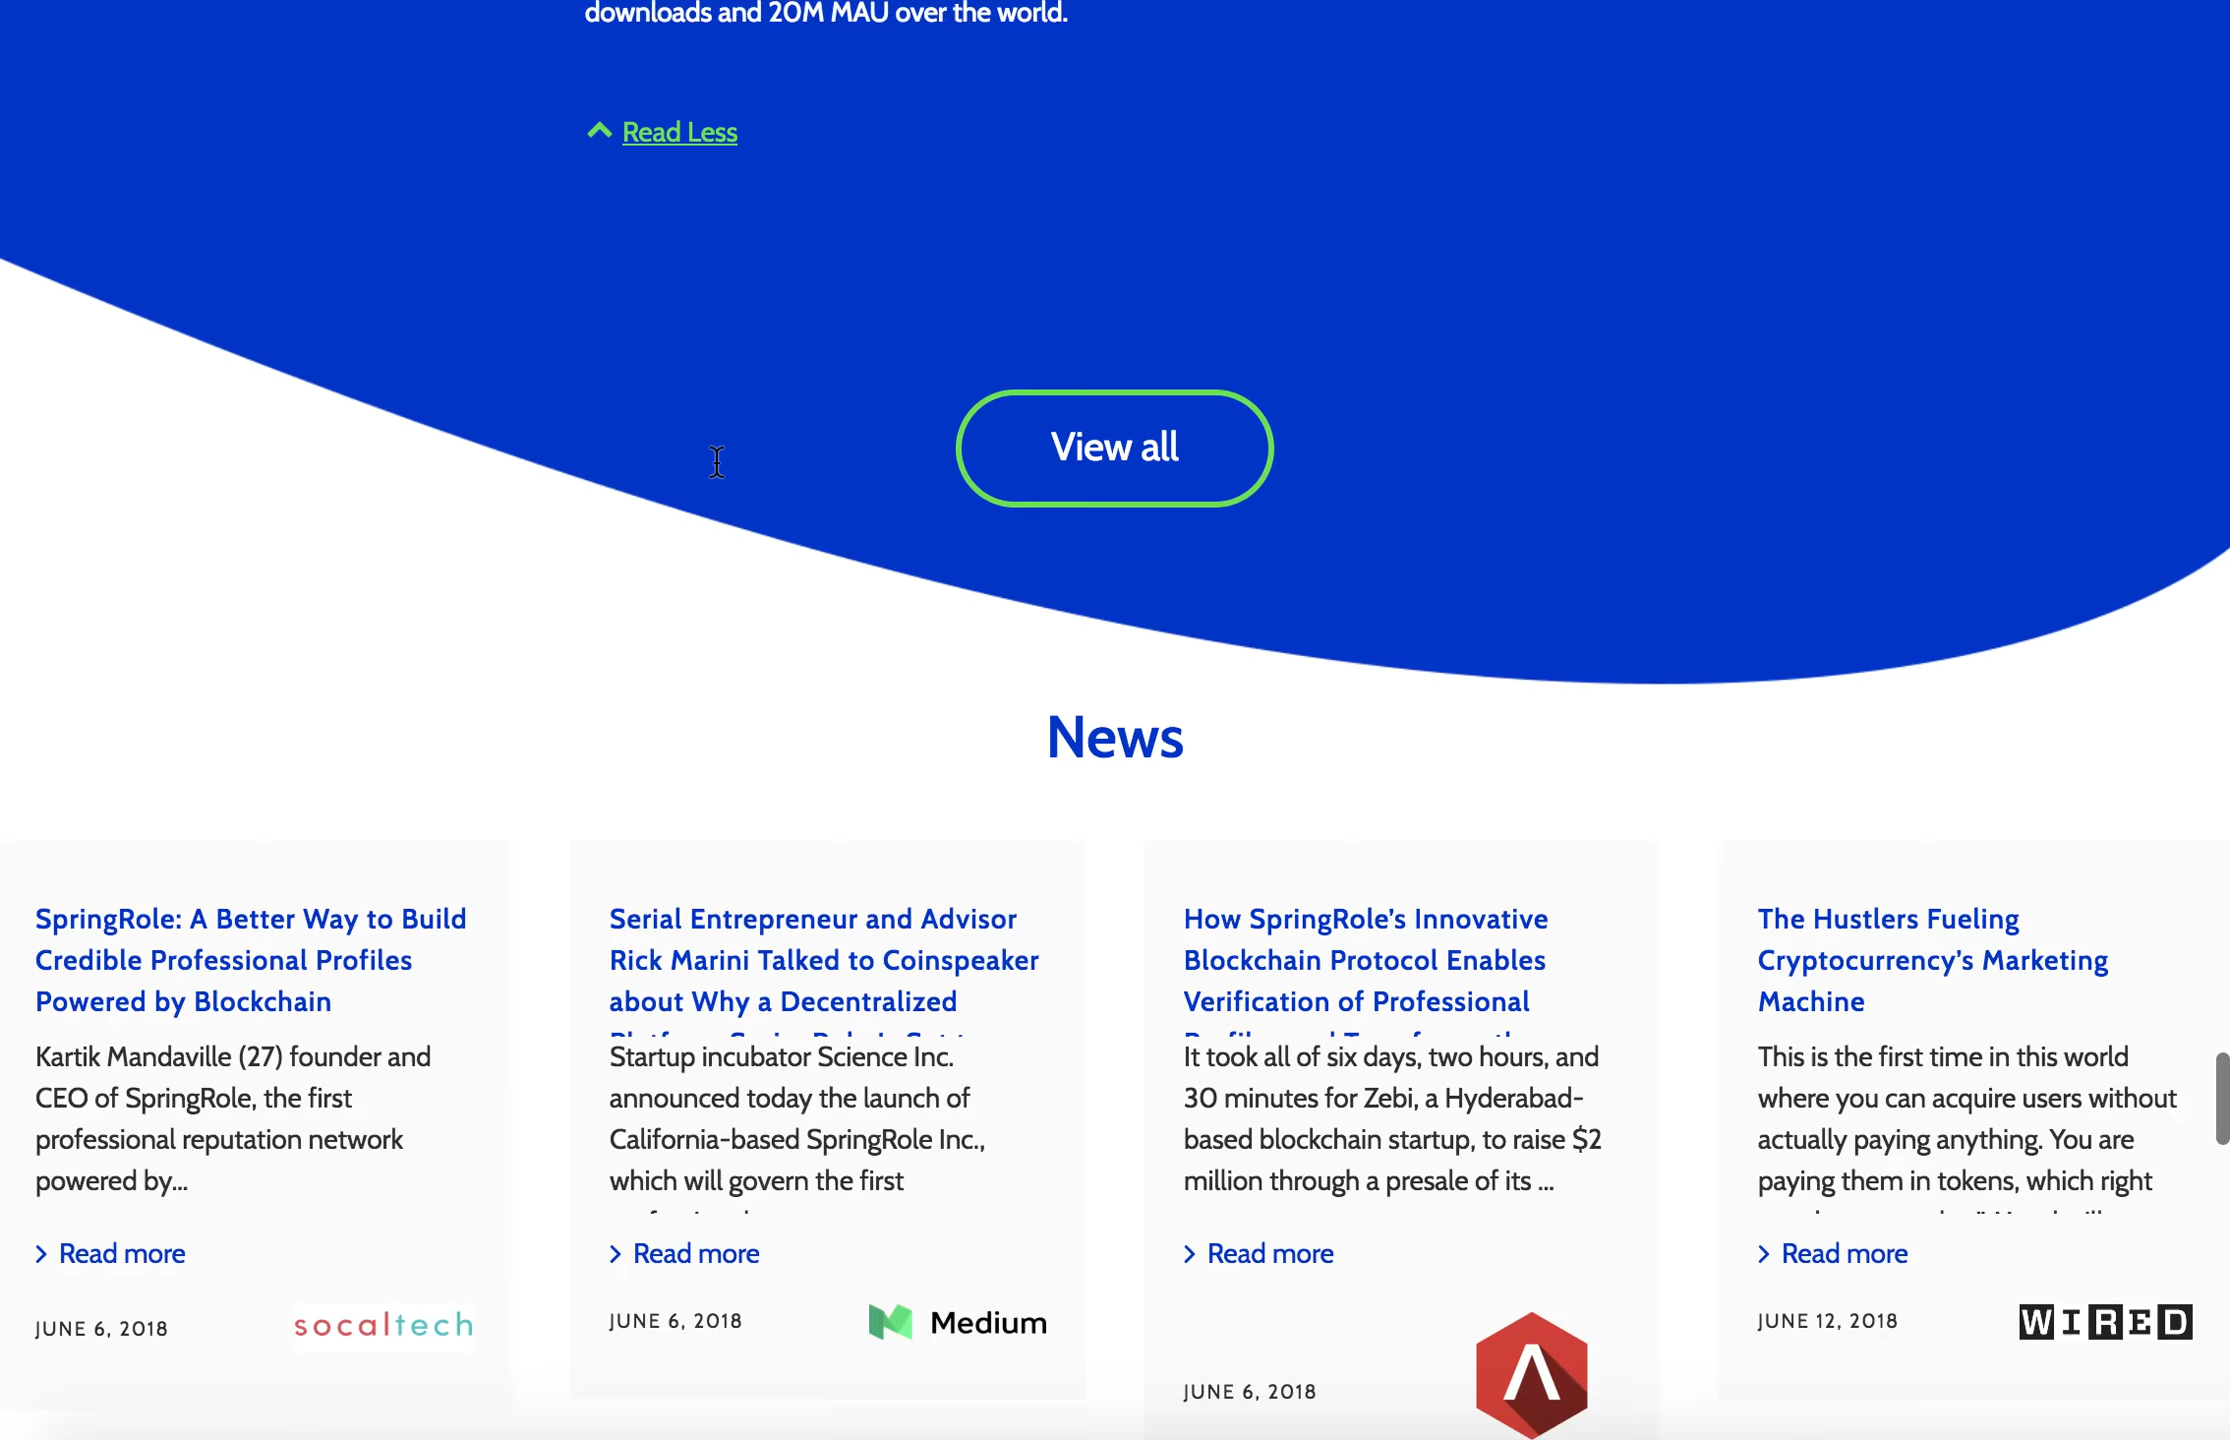 downloads and 20M MAU over the world.
Read Less
View all
News
SpringRole: A Better Way to Build
Credible Professional Profiles
Powered by Blockchain
Kartik Mandaville (27) founder and
CEO of SpringRole, the first
professional reputation network
powered by...
Read more
JUNE 6, 2018
socaltech
Serial Entrepreneur and Advisor
Rick Marini Talked to Coinspeaker
about Why a Decentralized
Startup incubator Science Inc.
announced today the launch of
California-based SpringRole Inc.,
which will govern the first
Read more
JUNE 6, 2018
Medium
How SpringRole’s Innovative
Blockchain Protocol Enables
Verification of Professional
It took all of six days, two hours, and
30 minutes for Zebi, a Hyderabad-
based blockchain startup, to raise $2
million through a presale of its ...
Read more
JUNE 6, 2018
The Hustlers Fueling
Cryptocurrency’s Marketing
Machine
This is the first time in this world
where you can acquire users without
actually paying anything. You are
paying them in tokens, which right
Read more
JUNE 12, 2018
WIRED